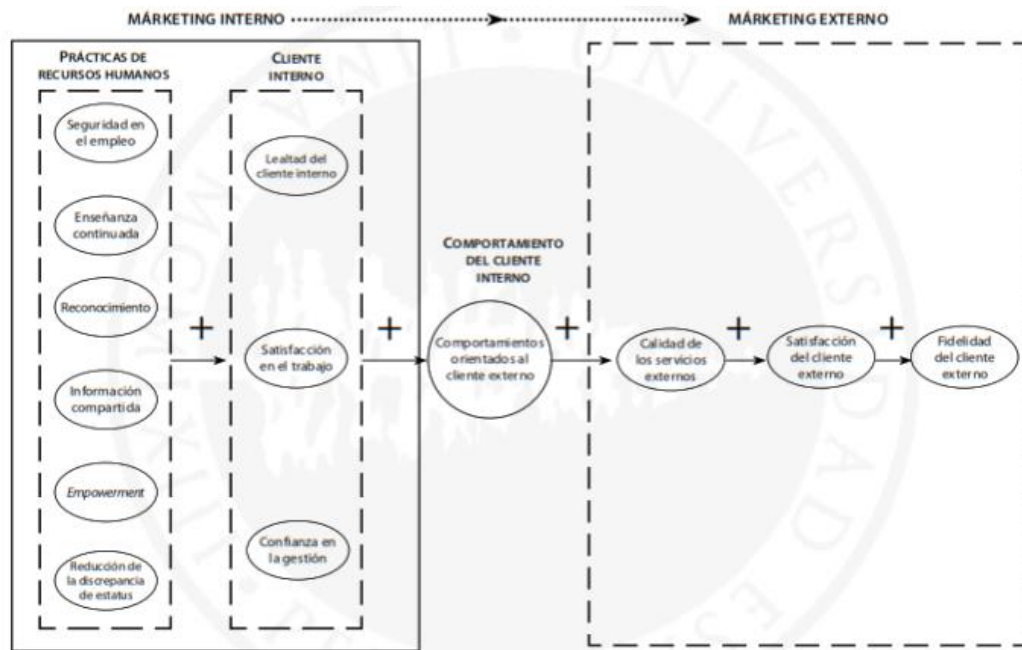 MÁRKETING INTERNO
MÁRKETING EXTERNO
PRÁCTICAS DE
RECURSOS HUMANOS
Seguridad en
el empleo
Enseñanza
continuada
Reconocimiento
Información
compartida
Empowerment
Reducción de
la discrepancia
de estatus
+
CLIENTE
INTERNO
Lealtad del
cliente interno
Satisfacción
en el trabajo
Confianza en
la gestión
+
COMPORTAMIENTO
DEL CLIENTE
INTERNO
Comportamientos
orientados al
cliente externo
+
Calidad de
los servicios
externos
+
Satisfacción
del cliente
externo
+
Fidelidad
del cliente
externo
UNIVERSIDAD